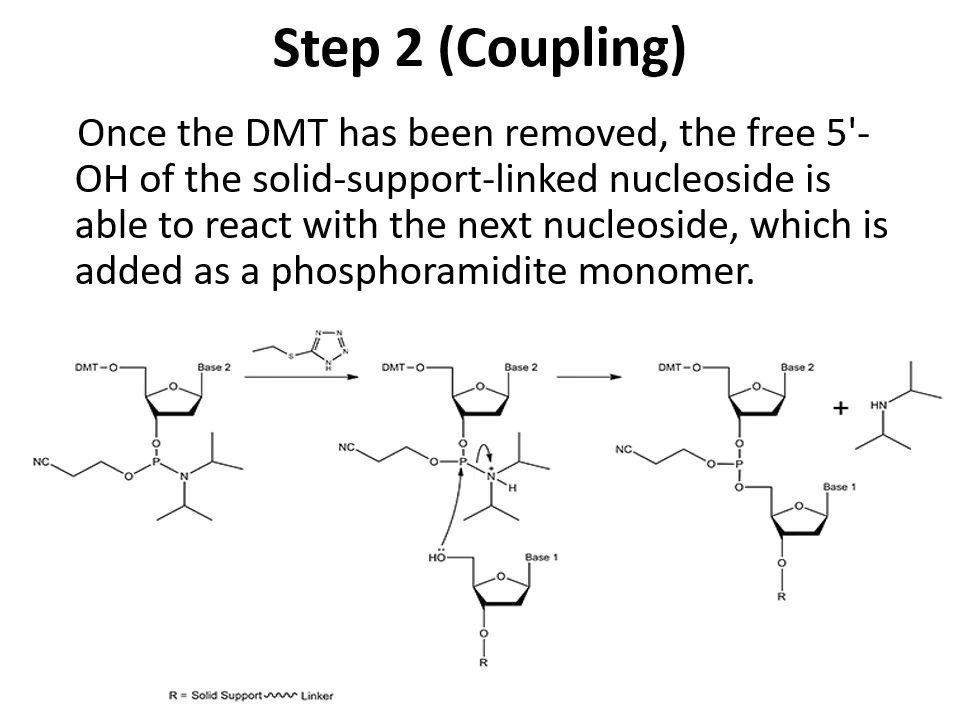 Step 2 (Coupling)
Once the DMT has been removed, the free 5'-
OH of the solid-support-linked nucleoside is
able to react with the next nucleoside, which is
added as a phosphoramidite monomer.
N N
S N
N
H
DMT-O Base 2
O
O
NC O P
N
DMT-O Base 2
O
O
NC O P
N H
HO Base 1
O
O
R
DMT-O Base 2
O
O
NC O P
O Base 1
O
O
R
+ HN
R = Solid Support Linker